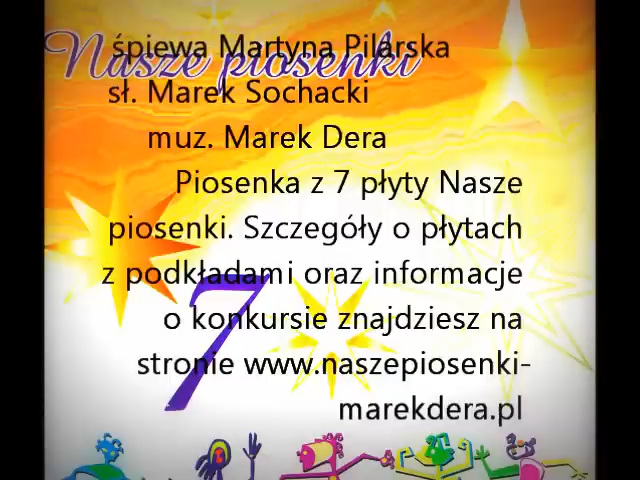 Nasze piosenki
śpiewa Martyna Pilarska
sł. Marek Sochacki
muz. Marek Dera
Piosenka z 7 płyty Nasze
piosenki. Szczegóły o płytach
z podkładami oraz informacje
o konkursie znajdziesz na
stronie www.naszepiosenki-
marekdera.pl
7